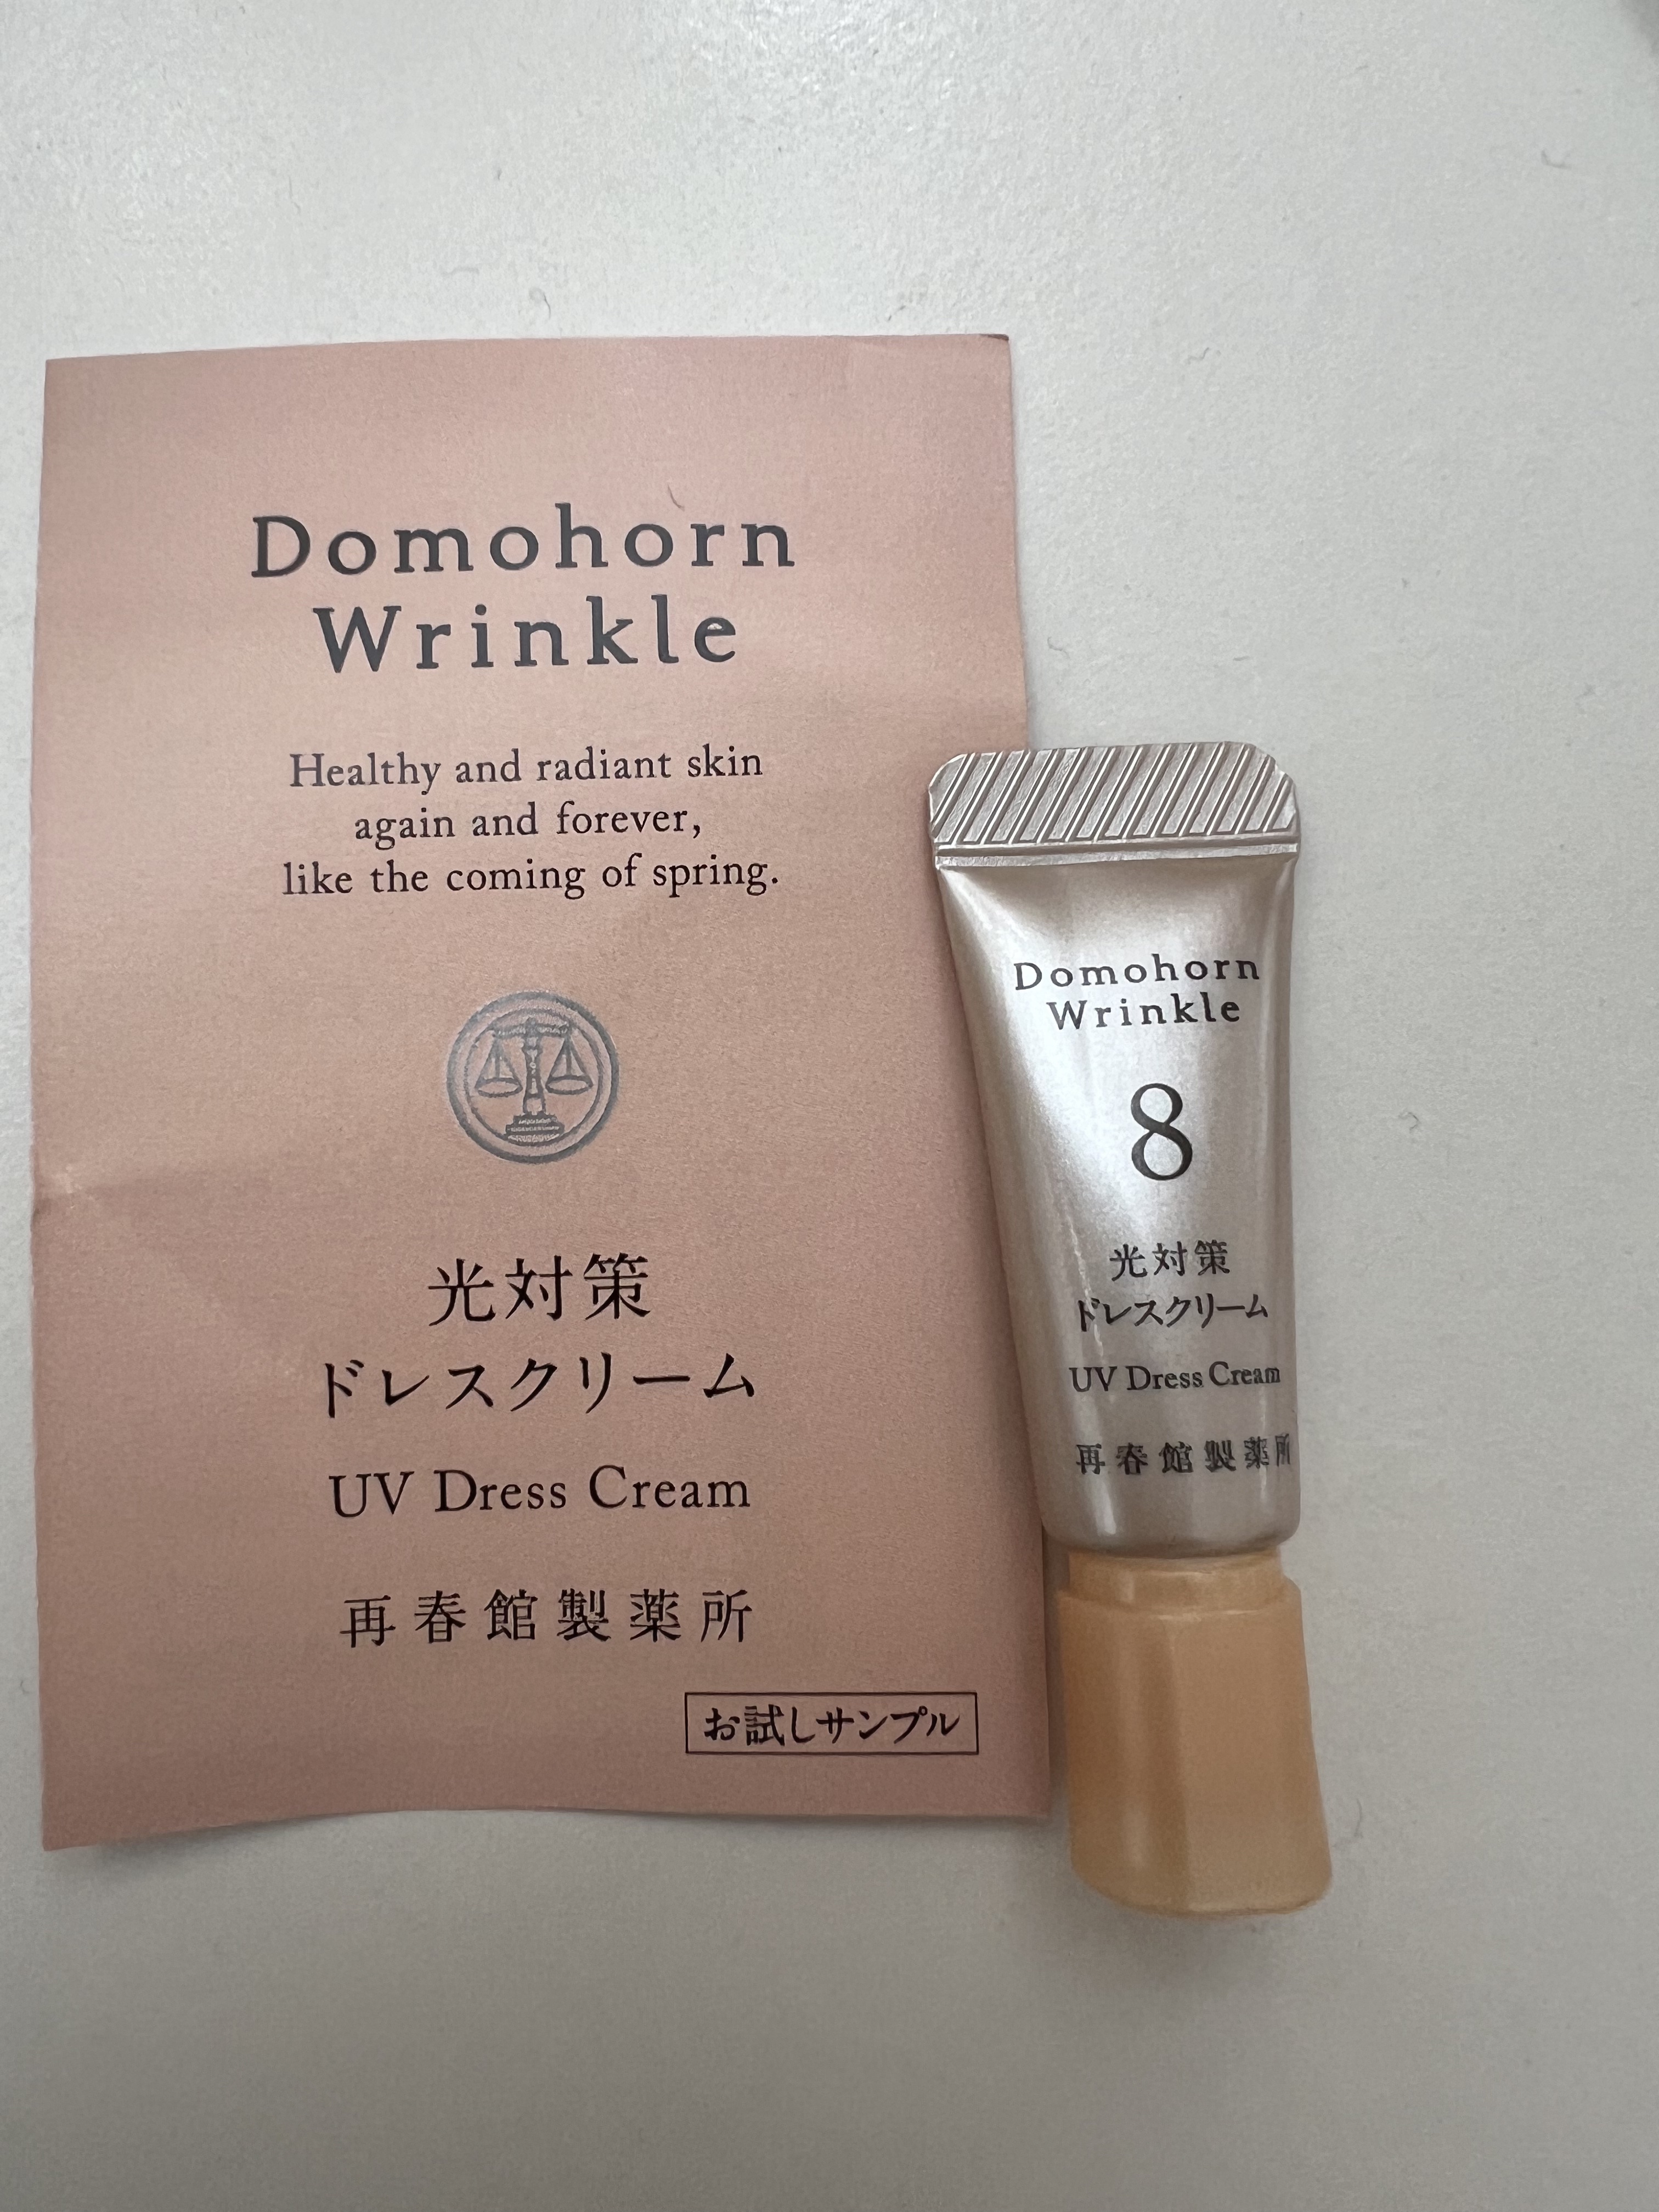 Domohorn
Wrinkle
Healthy and radiant skin
again and forever,
like the coming of spring.
光対策
ドレスクリーム
UV Dress Cream
再春館製薬所
お試しサンプル
Domohorn
Wrinkle
8
光対策
ドレスクリーム
UV Dress Cream
再春館製薬所